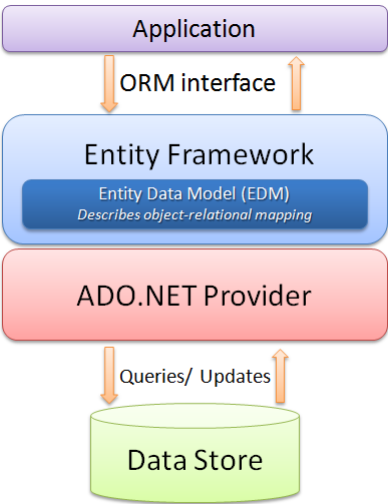 Application
ORM interface
Entity Framework
Entity Data Model (EDM)
Describes object-relational mapping
ADO.NET Provider
Queries/ Updates
Data Store